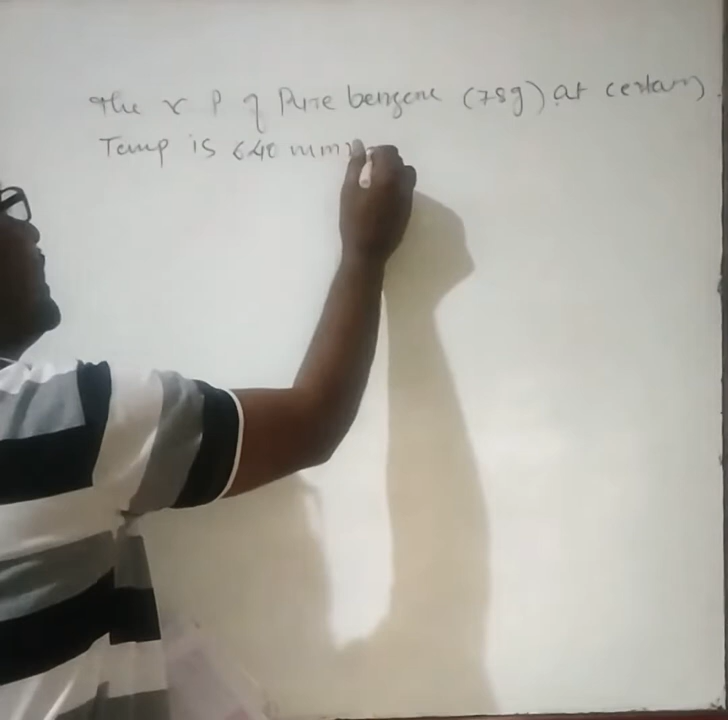 The V P of Pure benzene (78g) at certain
Temp is 640 mm